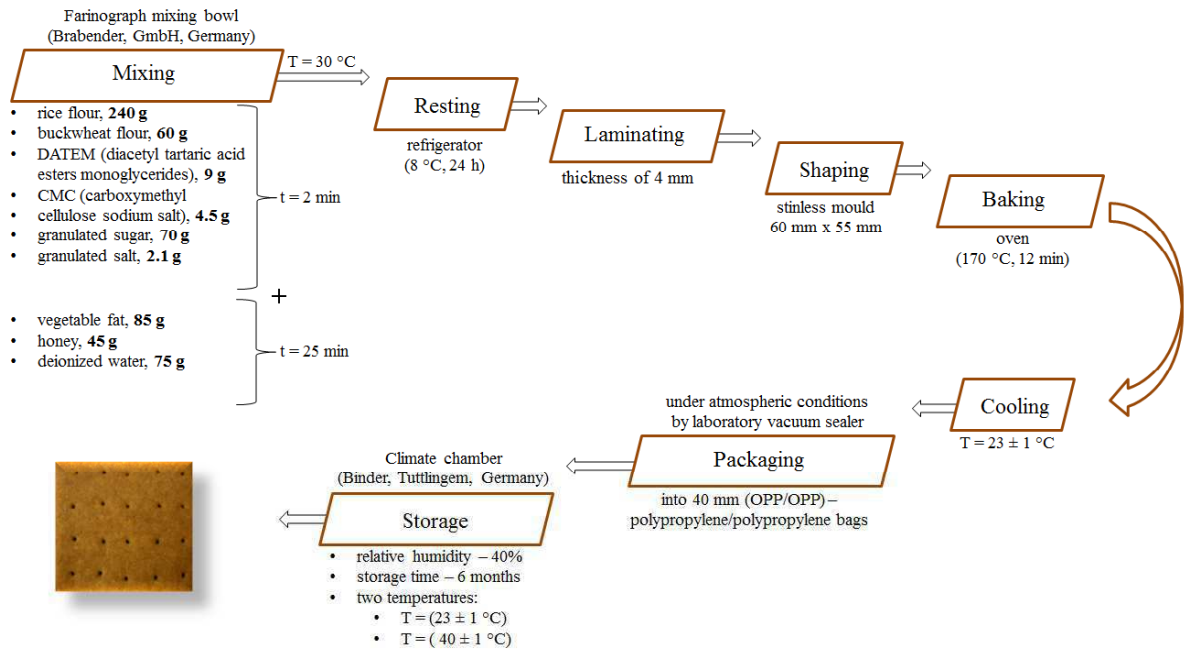 Farinograph mixing bowl
(Brabender, GmbH, Germany)
Mixing
T = 30 °C
• rice flour, 240 g
• buckwheat flour, 60 g
• DATEM (diacetyl tartaric acid
esters monoglycerides), 9 g
• CMC (carboxymethyl
• cellulose sodium salt), 4.5 g
• granulated sugar, 70 g
• granulated salt, 2.1 g
t = 2 min
+
• vegetable fat, 85 g
• honey, 45 g
• deionized water, 75 g
t = 25 min
Resting
refrigerator
(8 °C, 24 h)
Laminating
thickness of 4 mm
Shaping
stinless mould
60 mm x 55 mm
Baking
oven
(170 °C, 12 min)
Cooling
T = 23 ± 1 °C
under atmospheric conditions
by laboratory vacuum sealer
Packaging
into 40 mm (OPP/OPP) –
polypropylene/polypropylene bags
Climate chamber
(Binder, Tuttlingem, Germany)
Storage
• relative humidity – 40%
• storage time – 6 months
• two temperatures:
• T = (23 ± 1 °C)
• T = ( 40 ± 1 °C)